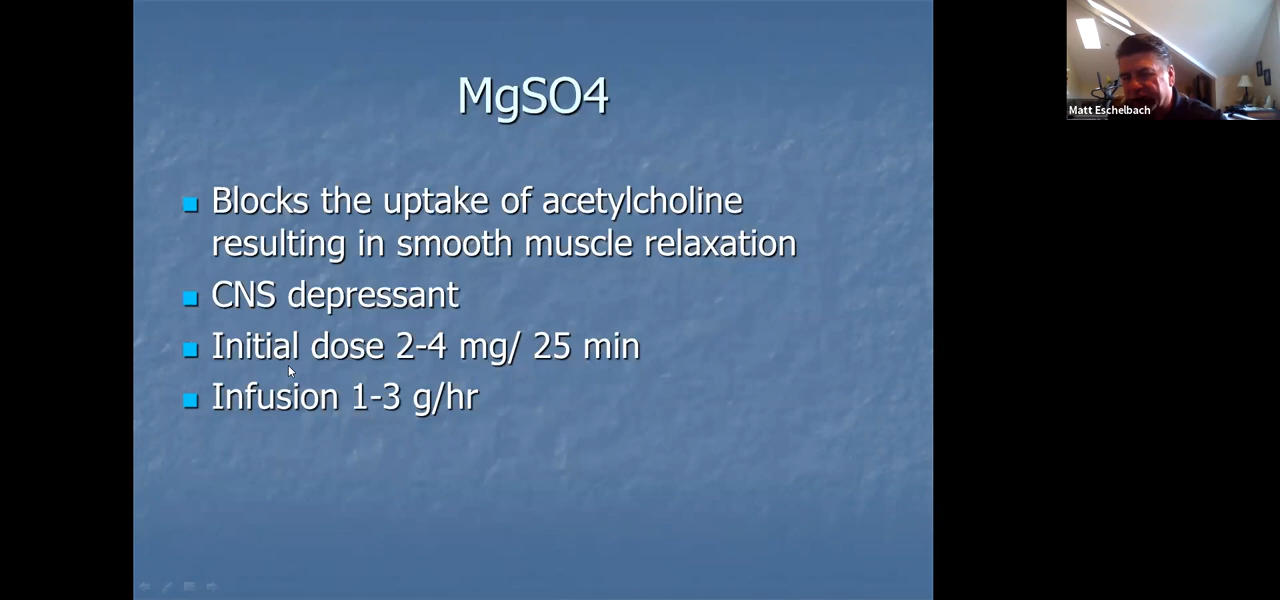 MgSO4
Blocks the uptake of acetylcholine
resulting in smooth muscle relaxation
CNS depressant
Initial dose 2-4 mg/ 25 min
Infusion 1-3 g/hr
Matt Eschelbach